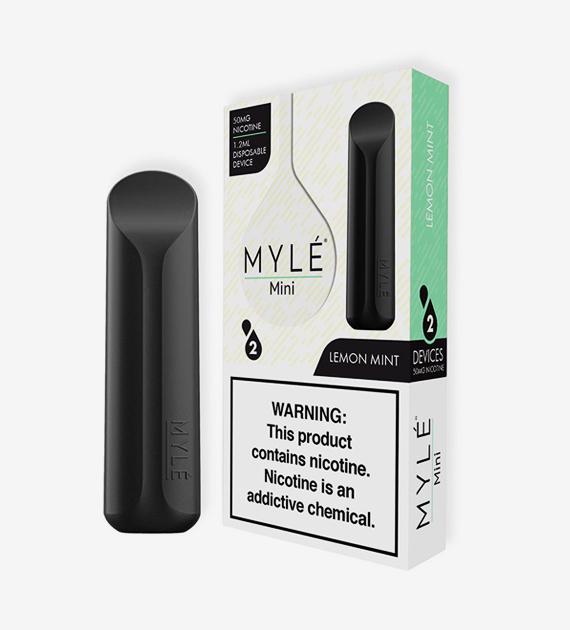 50MG
NICOTINE
1.2ML
DISPOSABLE
DEVICE
MYLÉ®
Mini
MYLÉ
2
LEMON MINT
WARNING:
This product
contains nicotine.
Nicotine is an
addictive chemical.
LEMON MINT
2
DEVICES
50MG NICOTINE
MYLÉ®
Mini
MYLÉ